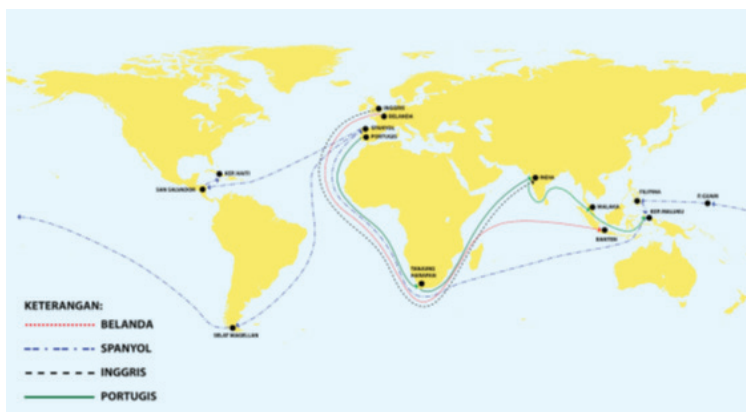 INGGRIS
BELANDA
SPANYOL
PORTUGIS
KEP. HAITI
SAN SALVADOR
INDIA
FILIPINA
P. GUAM
MALAKA
KEP. MALUKU
BANTEN
TANJUNG
HARAPAN
SELAT MAGELLAN
KETERANGAN:
BELANDA
SPANYOL
INGGRIS
PORTUGIS